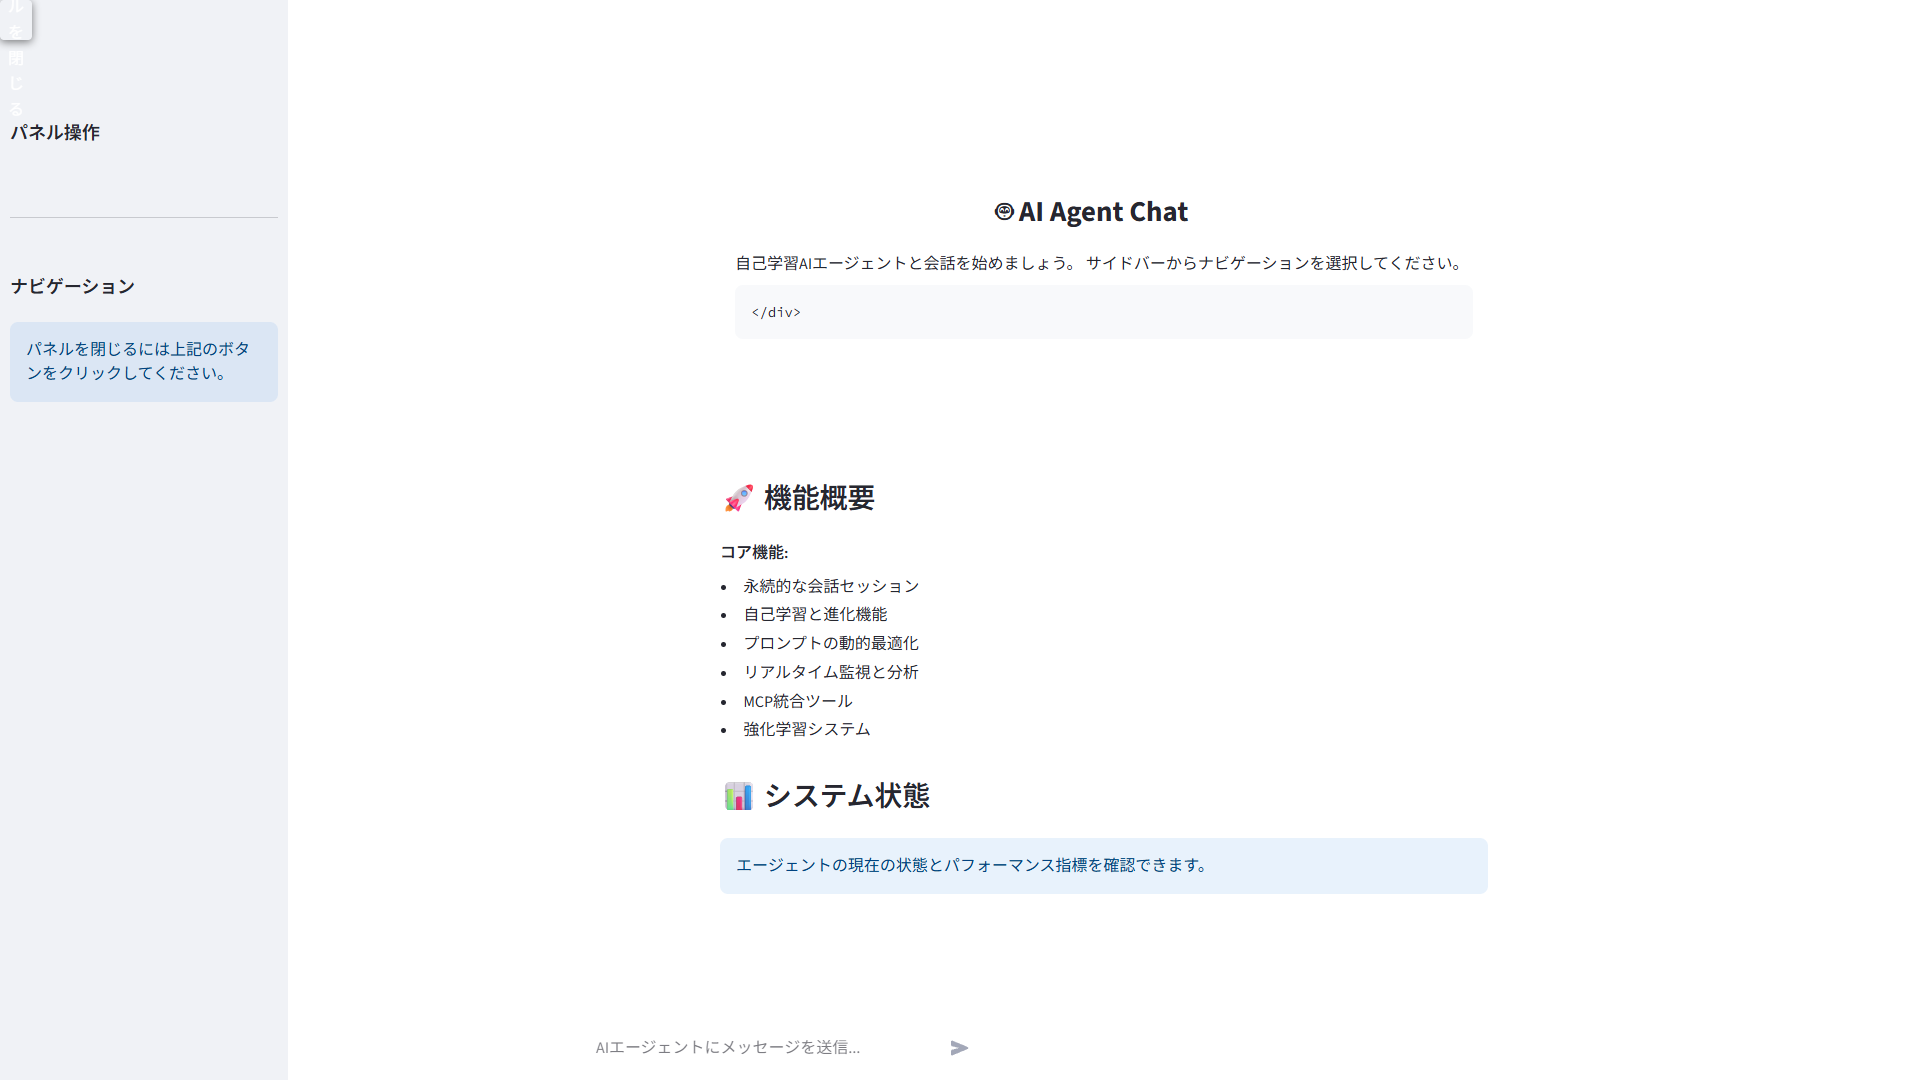 ルを閉じる
パネル操作
ナビゲーション
パネルを閉じるには上記のボタ
ンをクリックしてください。
AI Agent Chat
自己学習AIエージェントと会話を始めましょう。 サイドバーからナビゲーションを選択してください。
</div>
🚀 機能概要
コア機能:
• 永続的な会話セッション
• 自己学習と進化機能
• プロンプトの動的最適化
• リアルタイム監視と分析
• MCP統合ツール
• 強化学習システム
📊 システム状態
エージェントの現在の状態とパフォーマンス指標を確認できます。
AIエージェントにメッセージを送信...